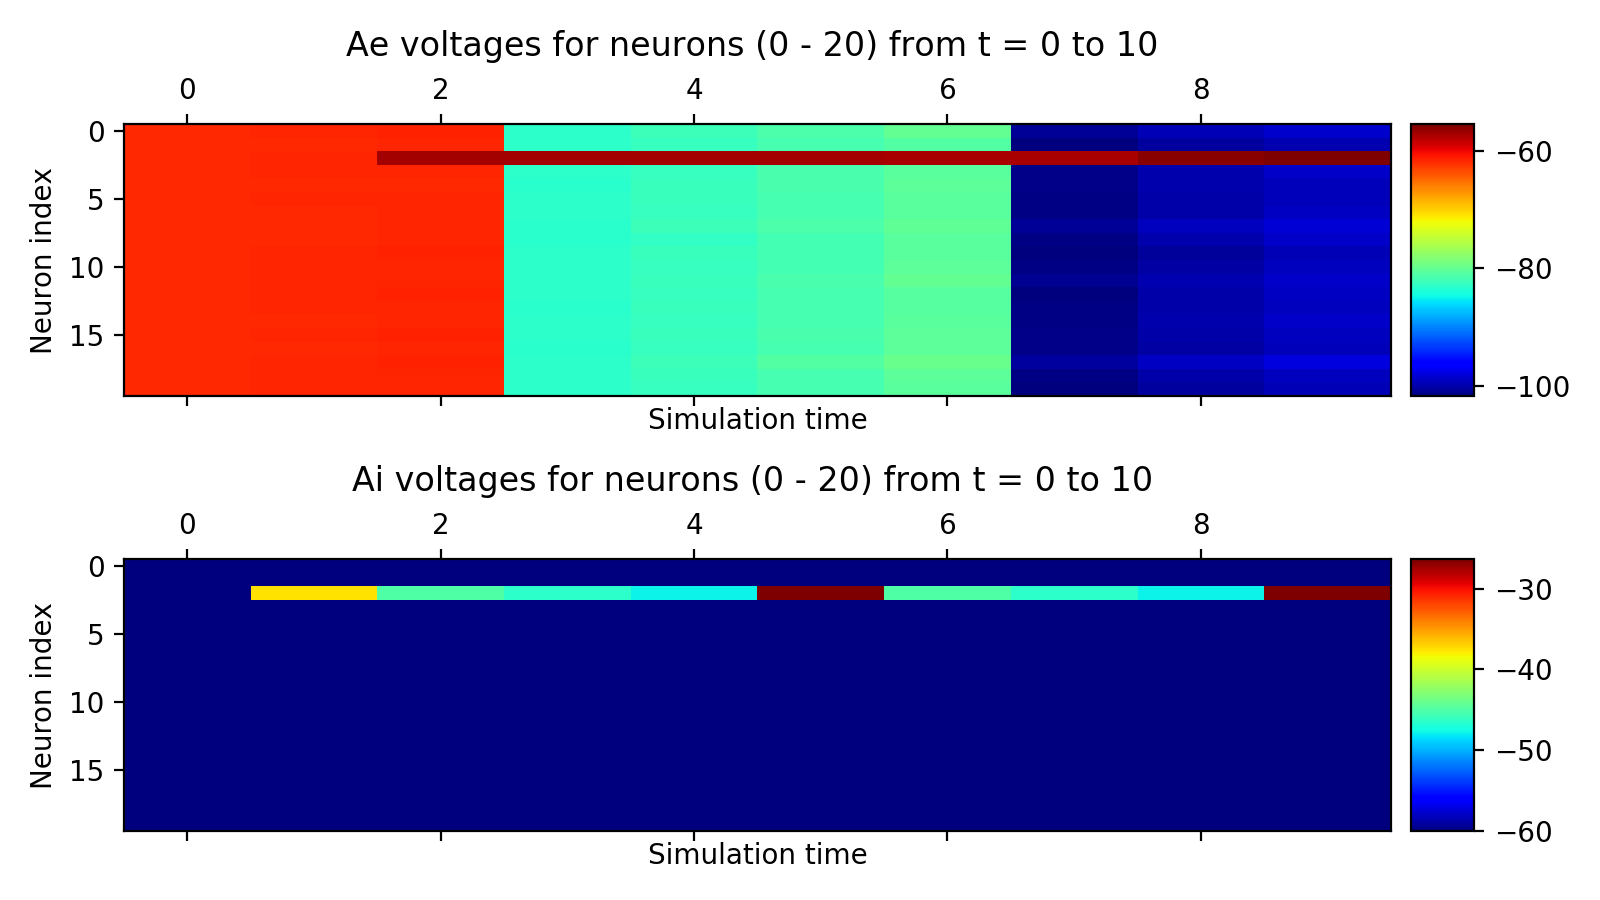 Ae voltages for neurons (0 - 20) from t = 0 to 10
0 2 4 6 8
Neuron index
0
5
10
15
−60
−80
−100
Simulation time
Ai voltages for neurons (0 - 20) from t = 0 to 10
0 2 4 6 8
Neuron index
0
5
10
15
−30
−40
−50
−60
Simulation time